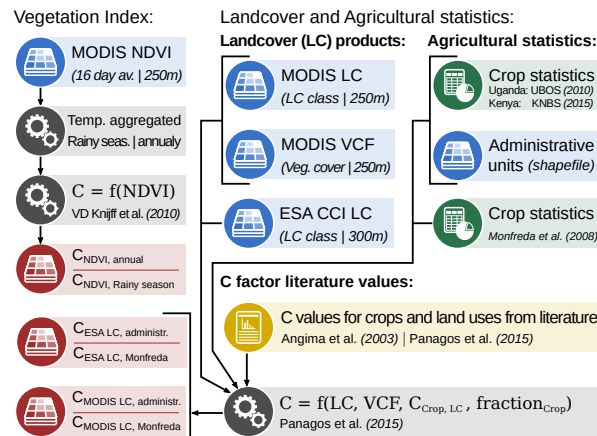 Vegetation Index:
MODIS NDVI
(16 day av. | 250m)
Temp. aggregated
Rainy seas. | annualy
C = f(NDVI)
VD Knijff et al. (2010)
CNDVI, annual
CNDVI, Rainy season
CESA LC, administr.
CESA LC, Monfreda
CMODIS LC, administr.
CMODIS LC, Monfreda
Landcover and Agricultural statistics:
Landcover (LC) products:
MODIS LC
(LC class | 250m)
MODIS VCF
(Veg. cover | 250m)
ESA CCI LC
(LC class | 300m)
Agricultural statistics:
Crop statistics
Uganda: UBOS (2010)
Kenya: KNBS (2015)
Administrative
units (shapefile)
Crop statistics
Monfreda et al. (2008)
C factor literature values:
C values for crops and land uses from literature
Angima et al. (2003) | Panagos et al. (2015)
C = f(LC, VCF, CCrop, LC , fractionCrop)
Panagos et al. (2015)